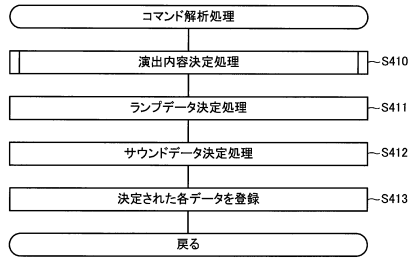 コマンド解析処理
演出内容決定処理 ~S410
ランプデータ決定処理 ~S411
サウンドデータ決定処理 ~S412
決定された各データを登録 ~S413
戻る